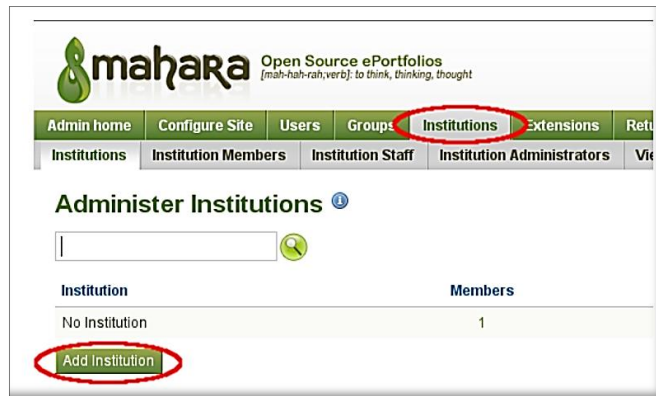 mahara Open Source ePortfolios
[mah-hah-rah;verb]: to think, thinking, thought
Admin home Configure Site Users Groups Institutions Extensions
Institutions Institution Members Institution Staff Institution Administrators
Administer Institutions
Institution Members
No Institution 1
Add Institution